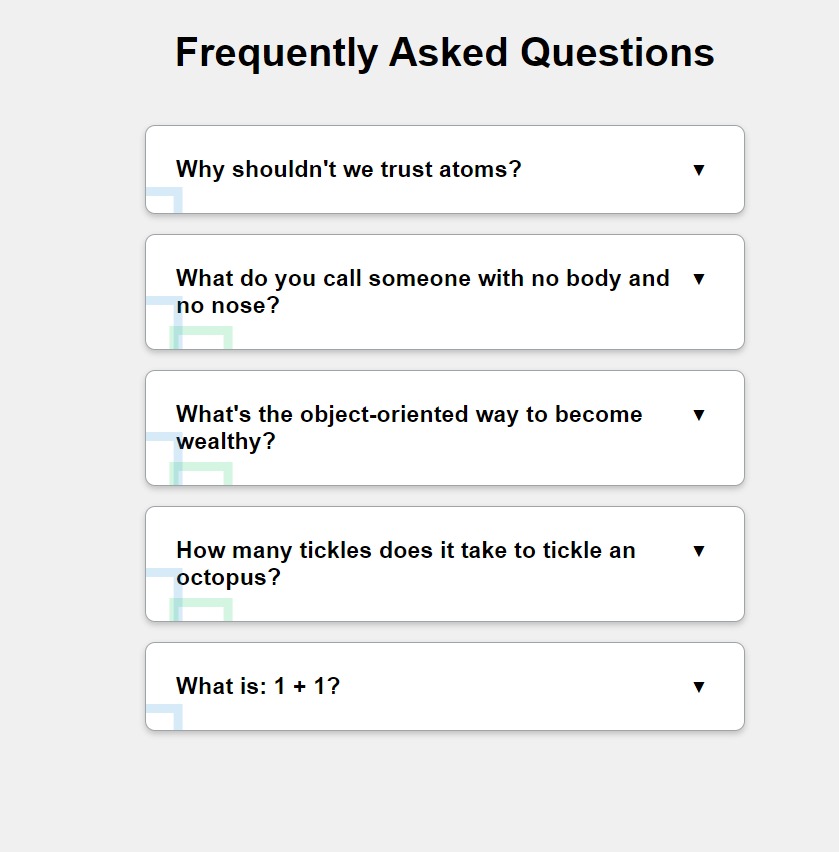 Frequently Asked Questions
Why shouldn't we trust atoms?
What do you call someone with no body and
no nose?
What's the object-oriented way to become
wealthy?
How many tickles does it take to tickle an
octopus?
What is: 1 + 1?